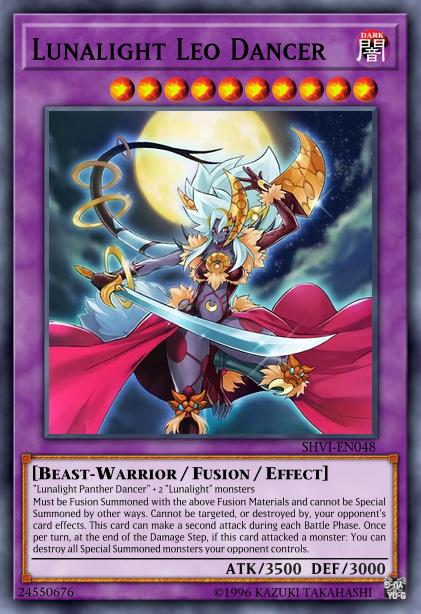 LUNALIGHT LEO DANCER
DARK
闇
SHVI-EN048
[BEAST-WARRIOR / FUSION / EFFECT]
"Lunalight Panther Dancer" + 2 "Lunalight" monsters
Must be Fusion Summoned with the above Fusion Materials and cannot be Special
Summoned by other ways. Cannot be targeted, or destroyed by, your opponent's
card effects. This card can make a second attack during each Battle Phase. Once
per turn, at the end of the Damage Step, if this card attacked a monster: You can
destroy all Special Summoned monsters your opponent controls.
ATK/3500 DEF/3000
24550676
©1996 KAZUKI TAKAHASHI